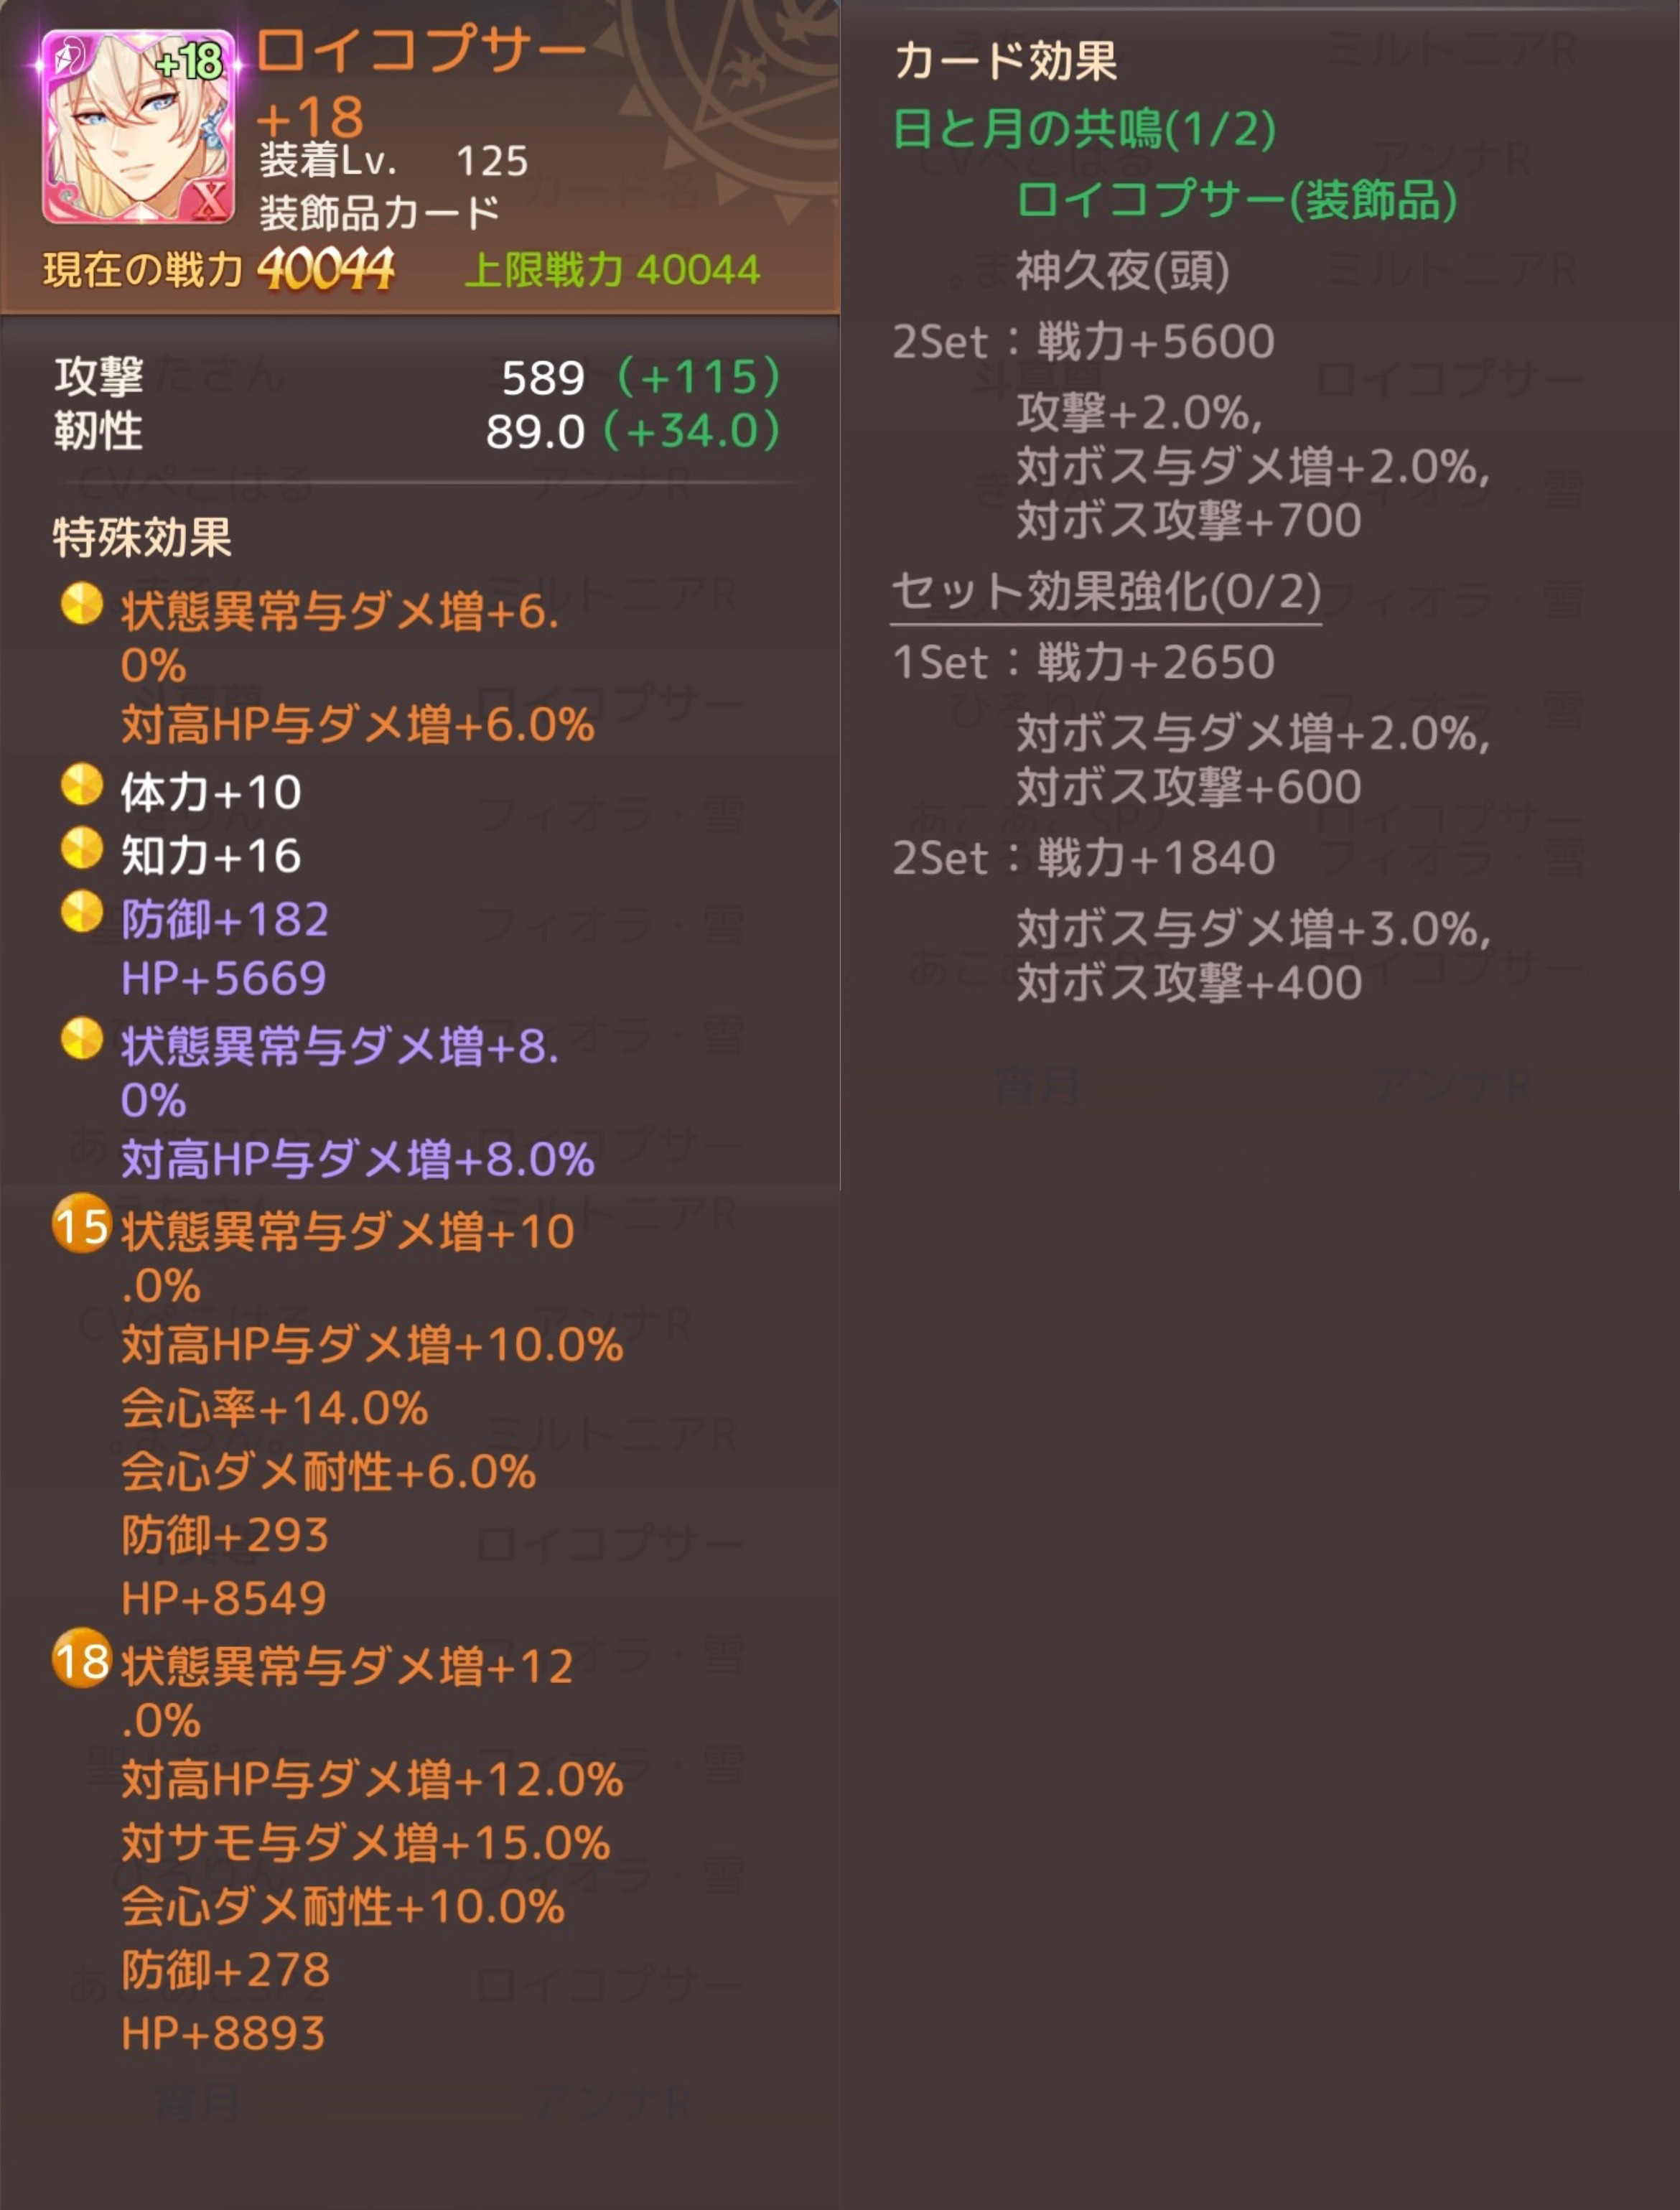 +18
ロイコプサー
+18
装着Lv. 125
装飾品カード
現在の戦力 40044 上限戦力 40044
攻撃 589 (+115)
靭性 89.0 (+34.0)
特殊効果
状態異常与ダメ増+6.
0%
対高HP与ダメ増+6.0%
体力+10
知力+16
防御+182
HP+5669
状態異常与ダメ増+8.
0%
対高HP与ダメ増+8.0%
15 状態異常与ダメ増+10
.0%
対高HP与ダメ増+10.0%
会心率+14.0%
会心ダメ耐性+6.0%
防御+293
HP+8549
18 状態異常与ダメ増+12
.0%
対高HP与ダメ増+12.0%
対サモ与ダメ増+15.0%
会心ダメ耐性+10.0%
防御+278
HP+8893
カード効果
日と月の共鳴(1/2)
ロイコプサー(装飾品)
神久夜(頭)
2Set：戦力+5600
攻撃+2.0%,
対ボス与ダメ増+2.0%,
対ボス攻撃+700
セット効果強化(0/2)
1Set：戦力+2650
対ボス与ダメ増+2.0%,
対ボス攻撃+600
2Set：戦力+1840
対ボス与ダメ増+3.0%,
対ボス攻撃+400